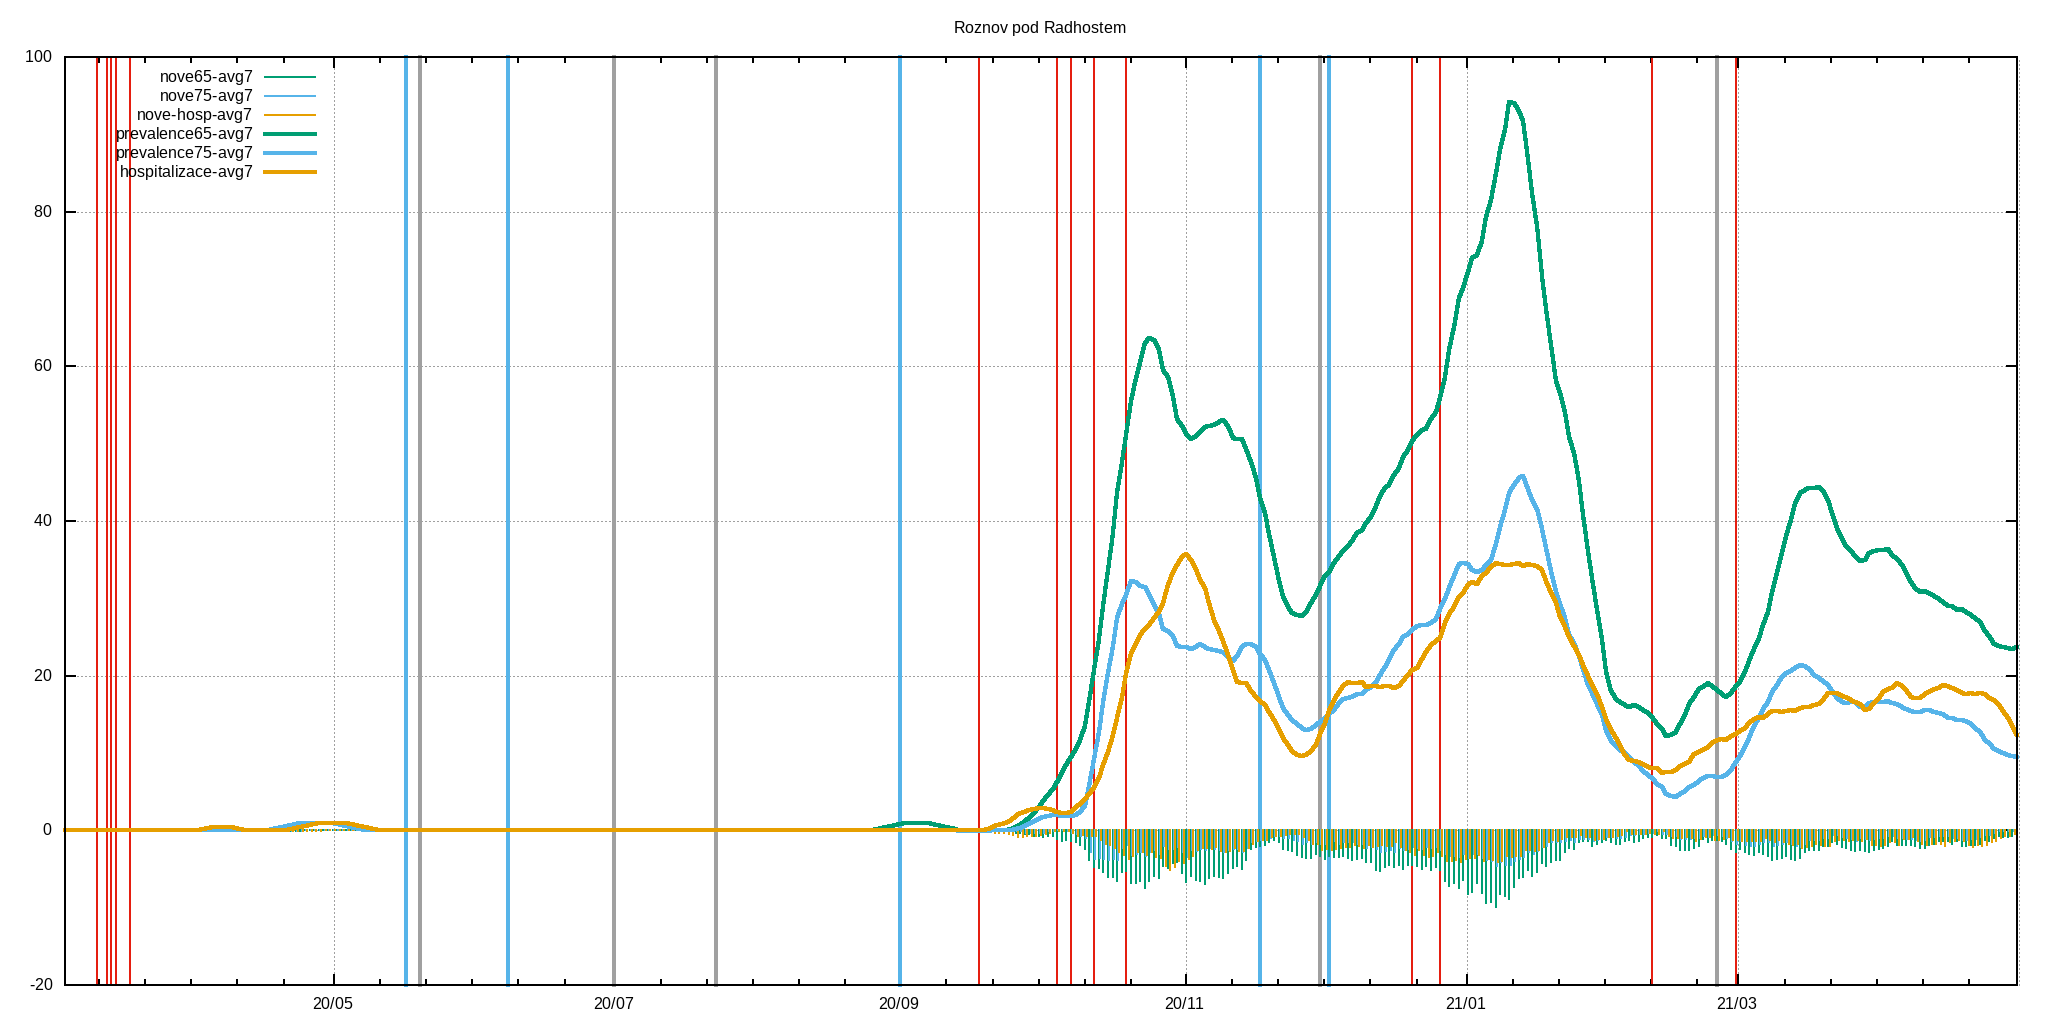 Roznov pod Radhostem
100
80
60
40
20
0
-20
nove65-avg7
nove75-avg7
nove-hosp-avg7
prevalence65-avg7
prevalence75-avg7
hospitalizace-avg7
20/05 20/07 20/09 20/11 21/01 21/03